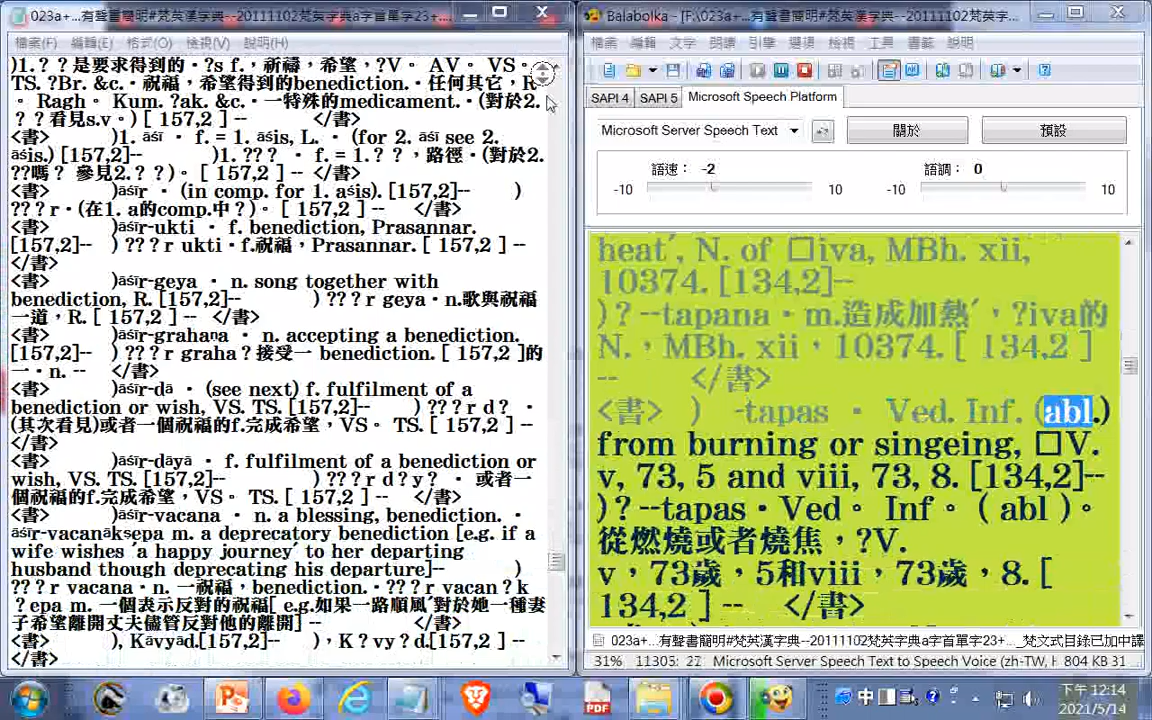 023a+...有聲書簡明#梵英漢字典--20111102梵英字典a字首單字23+...
檔案(F) 編輯(E) 格式(O) 檢視(V) 說明(H)
)1.? ? 是要求得到的‧?s f.，祈禱，希望，?V。 AV。 VS。
TS. ?Br. &c.‧祝福，希望得到的benediction.‧任何其它，R
。 Ragh。 Kum. ?ak. &c.‧一特殊的medicament.‧(對於2.
? ? 看見s.v。) [ 157,2 ] -- </書>
<書> )1. āśī ‧ f. = 1. āśis, L. ‧ (for 2. āśī see 2.
āśis.) [157,2]-- )1. ??? ‧ f. = 1. ? ?，路徑‧(對於2.
??嗎？ 參見2. ? ? )。[ 157,2 ] -- </書>
<書> )āśīr ‧ (in comp. for 1. aśis). [157,2]-- )
?? ? r‧(在1. a的comp.中？)。 [ 157,2 ] -- </書>
<書> )āśīr-ukti ‧ f. benediction, Prasannar.
[157,2]-- ) ?? ? r ukti‧f.祝福，Prasannar. [ 157,2 ] --
</書>
<書> )āśīr-geya ‧ n. song together with
benediction, R. [157,2]-- ) ?? ? r geya‧n.歌與祝福
一道，R. [ 157,2 ] -- </書>
<書> )āśīr-grahaṇa ‧ n. accepting a benediction.
[157,2]-- ) ?? ? r graha？接受一 benediction. [ 157,2 ]的
一‧n. -- </書>
<書> )āśīr-dā ‧ (see next) f. fulfilment of a
benediction or wish, VS. TS. [157,2]-- ) ?? ? r d？ ‧
(其次看見)或者一個祝福的f.完成希望，VS。 TS. [ 157,2 ] --
</書>
<書> )āśīr-dāyā ‧ f. fulfilment of a benediction or
wish, VS. TS. [157,2]-- ) ?? ? r d?y？ ‧ 或者一
個祝福的f.完成希望，VS。 TS. [ 157,2 ] -- </書>
<書> )āśīr-vacana ‧ n. a blessing, benediction. ‧
āśīr-vacanākṣepa m. a deprecatory benediction [e.g. if a
wife wishes 'a happy journey' to her departing
husband though deprecating his departure]-- )
?? ? r vacana‧n. 一祝福，benediction.‧?? ? r vacan ? k
? epa m. 一個表示反對的祝福[ e.g.如果一路順風’對於她一種妻
子希望離開丈夫儘管反對他的離開] -- </書>
<書> ), Kāvyād.[157,2]-- )，K ? vy? d.[157,2 ] --
</書>
Balabolka - [F:\023a+...有聲書簡明#梵英漢字典--20111102梵英字...
檔案 編輯 文字 朗讀 引擎 選項 檢視 工具 書籤 說明
SAPI 4 SAPI 5 Microsoft Speech Platform
Microsoft Server Speech Text 關於 預設
語速： -2 語調： 0
-10 10 -10 10
heat', N. of □iva, MBh. xii,
10374. [134,2]--
)? --tapana‧m.造成加熱’，?iva的
N.，MBh. xii，10374. [ 134,2 ]
-- </書>
<書> ) -tapas ‧ Ved. Inf. (abl.)
from burning or singeing, □V.
v, 73, 5 and viii, 73, 8. [134,2]--
)? --tapas‧Ved。 Inf。( abl )。
從燃燒或者燒焦，?V.
v，73歲，5和viii，73歲，8. [
134,2 ] -- </書>
023a+...有聲書簡明#梵英漢字典--20111102梵英字典a字首單字23+..._梵文式目錄已加中譯
31% 11305: 27 Microsoft Server Speech Text to Speech Voice (zh-TW, H 804 KB 31
PDF 中 下午 12:14
2021/5/14